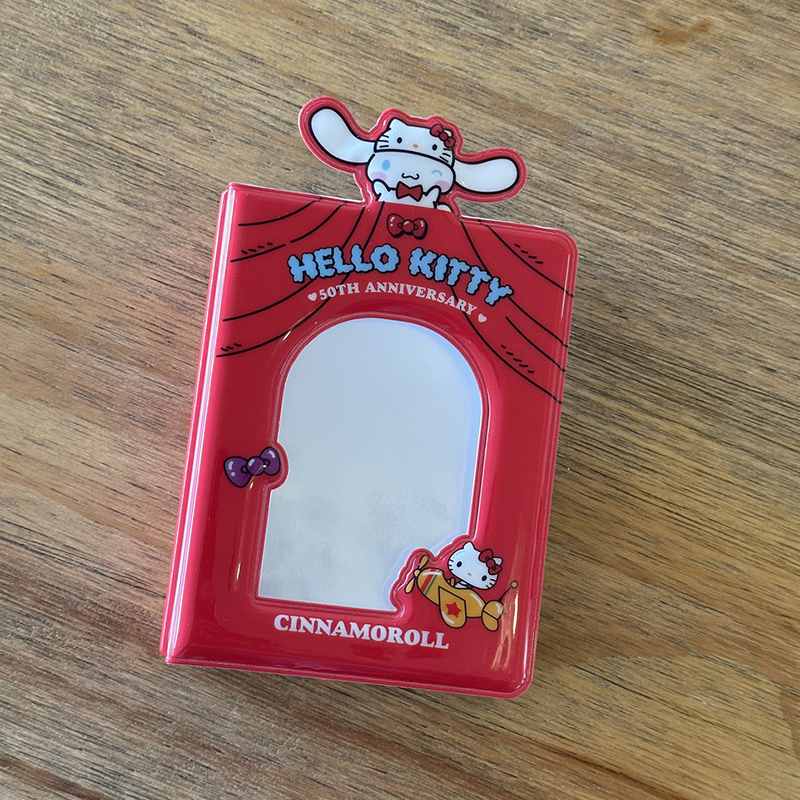 HELLO KITTY
50TH ANNIVERSARY
CINNAMOROLL